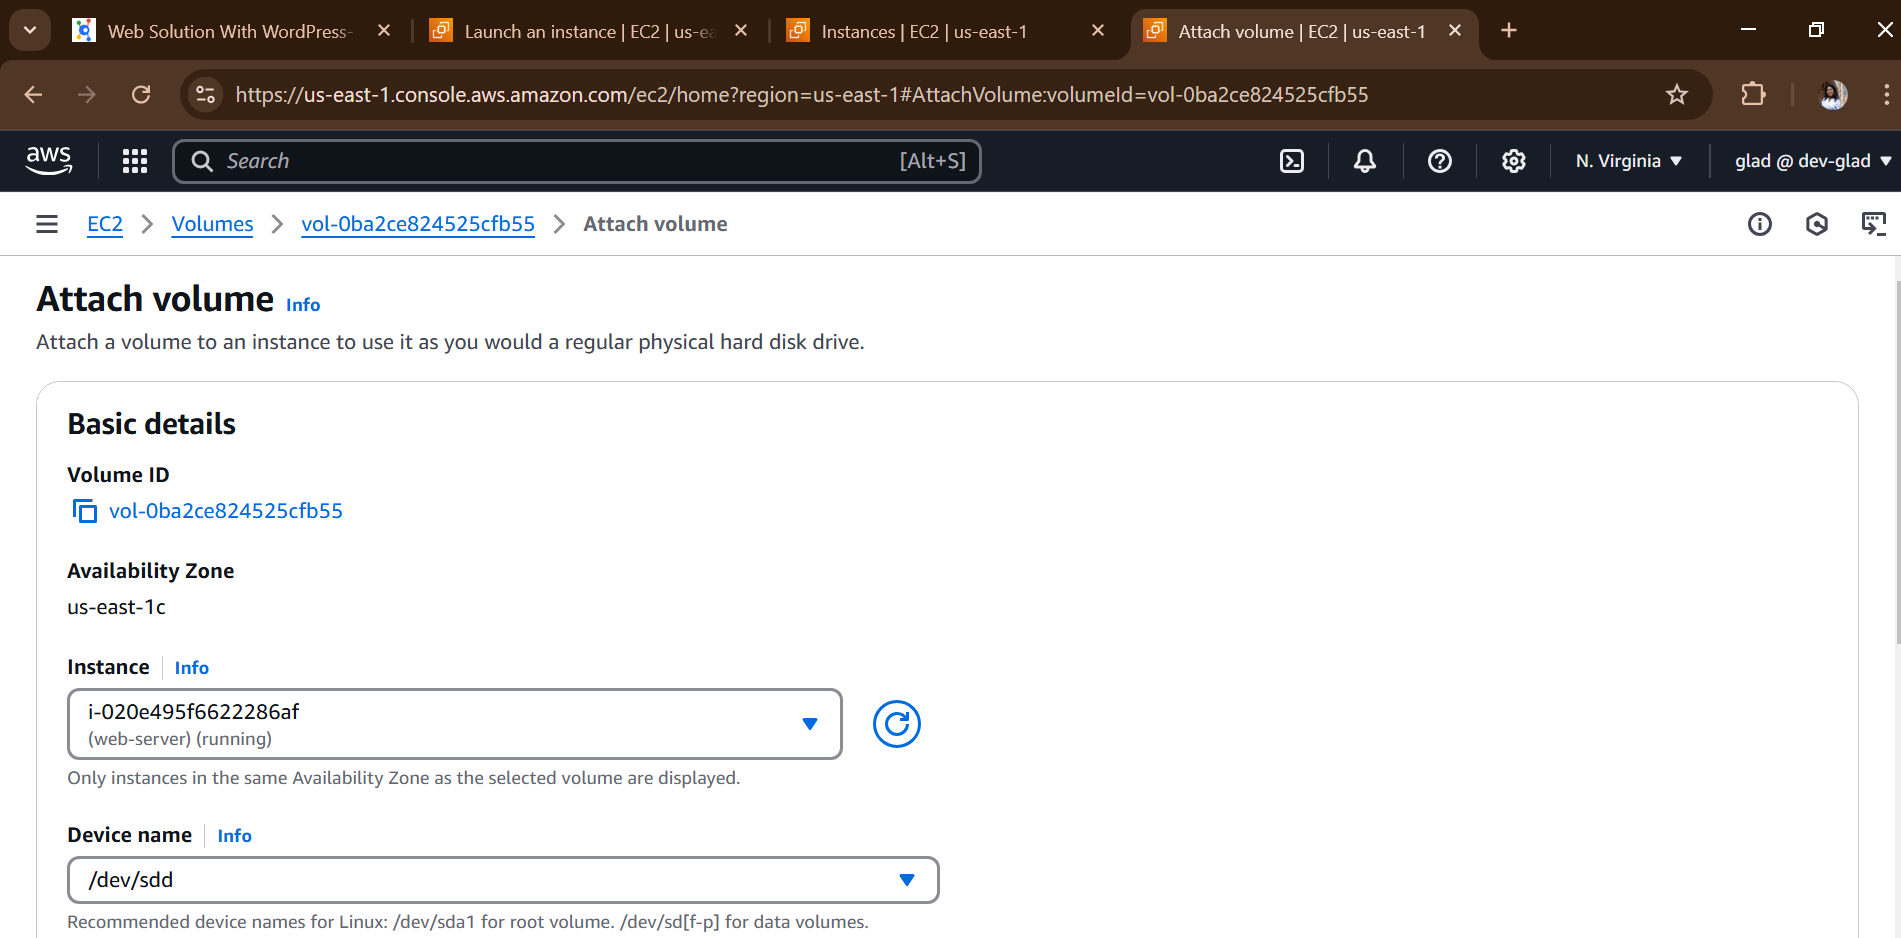 Web Solution With WordPress-
Launch an instance | EC2 | us-ea
Instances | EC2 | us-east-1
Attach volume | EC2 | us-east-1
https://us-east-1.console.aws.amazon.com/ec2/home?region=us-east-1#AttachVolume:volumeId=vol-0ba2ce824525cfb55
aws
Search
[Alt+S]
N. Virginia
glad @ dev-glad
EC2
Volumes
vol-0ba2ce824525cfb55
Attach volume
Attach volume Info
Attach a volume to an instance to use it as you would a regular physical hard disk drive.
Basic details
Volume ID
vol-0ba2ce824525cfb55
Availability Zone
us-east-1c
Instance Info
i-020e495f6622286af
(web-server) (running)
Only instances in the same Availability Zone as the selected volume are displayed.
Device name Info
/dev/sdd
Recommended device names for Linux: /dev/sda1 for root volume. /dev/sd[f-p] for data volumes.